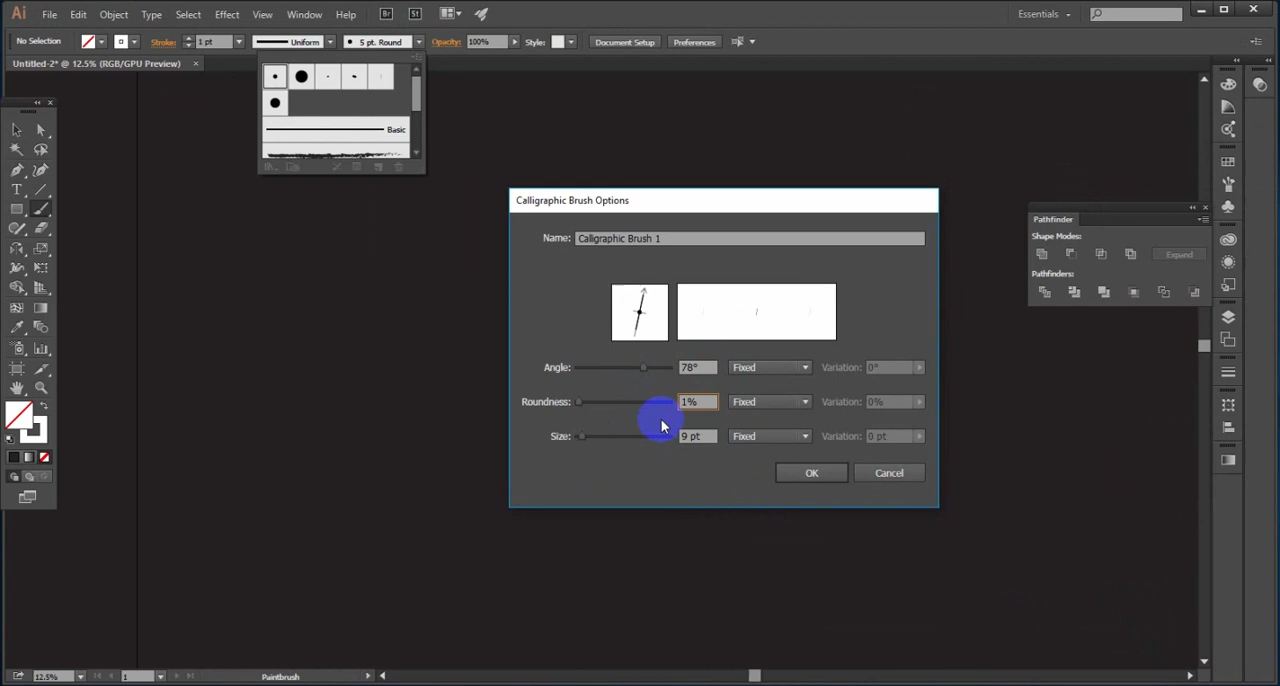 Ai File Edit Object Type Select Effect View Window Help Br St Essentials
No Selection Stroke: 1 pt Uniform 5 pt. Round Opacity: 100% Style: Document Setup Preferences
Untitled-2* @ 12.5% (RGB/GPU Preview) ×
Basic
Calligraphic Brush Options
Name: Calligraphic Brush 1
Angle: 78° Fixed Variation: 0°
Roundness: 1% Fixed Variation: 0%
Size: 9 pt Fixed Variation: 0 pt
OK Cancel
Pathfinder
Shape Modes:
Expand
Pathfinders:
12.5% 1 Paintbrush